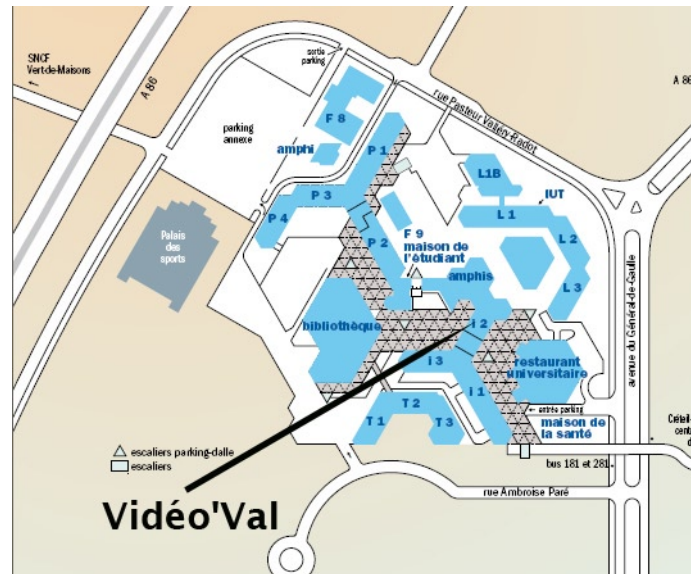 SNCF
Vert-de-Maisons
A 86
sortie
parking
rue Pasteur Vallery Radot
A 86
parking
annexe
F 8
amphi
P 1
P 3
P 4
P 2
L1B
IUT
L 1
L 2
L 3
F 9
maison de
l'étudiant
amphis
Palais
des
sports
bibliothèque
i 2
i 3
i 1
restaurant
universitaire
avenue du Général-de-Gaulle
T 2
T 1
T 3
entrée parking
maison de
la santé
Créteil-
cent
d
bus 181 et 281
escaliers parking-dalle
escaliers
rue Ambroise Paré
Vidéo'Val